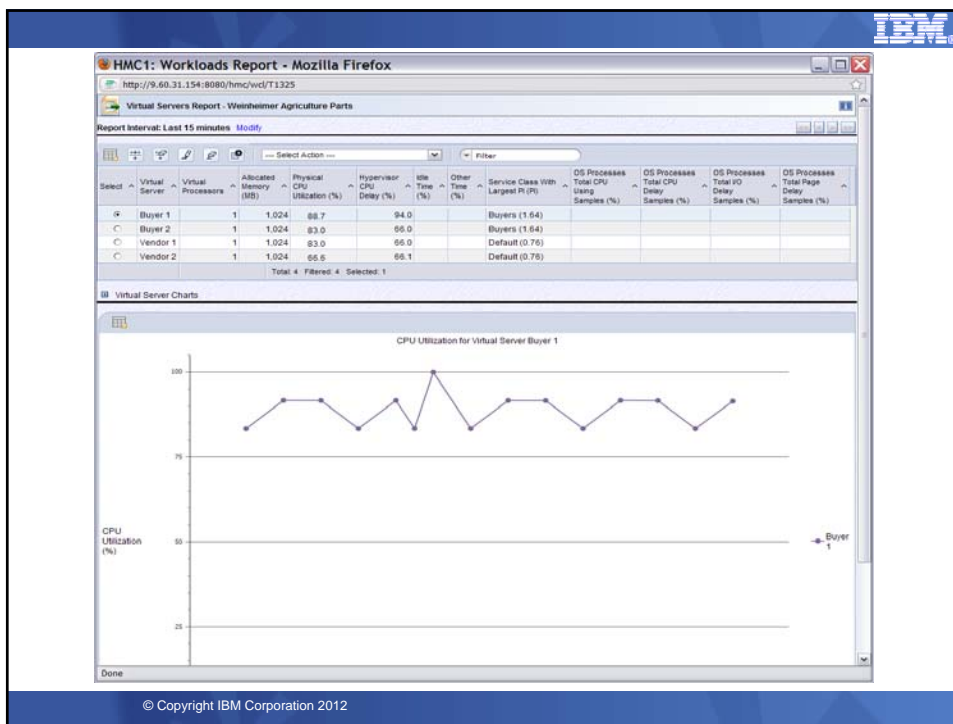 IBM®
HMC1: Workloads Report - Mozilla Firefox
http://9.60.31.154:8080/hmc/wcl/T1325
Virtual Servers Report - Weinheimer Agriculture Parts
Report Interval: Last 15 minutes Modify
--- Select Action --- Filter
Select Virtual Server Virtual Processors Allocated Memory (MB) Physical CPU Utilization (%) Hypervisor CPU Delay (%) Idle Time (%) Other Time (%) Service Class With Largest PI (PI) OS Processes Total CPU Using Samples (%) OS Processes Total CPU Delay Samples (%) OS Processes Total I/O Delay Samples (%) OS Processes Total Page Delay Samples (%)
Buyer 1 1 1,024 88.7 94.0 Buyers (1.64)
Buyer 2 1 1,024 83.0 66.0 Buyers (1.64)
Vendor 1 1 1,024 83.0 66.0 Default (0.76)
Vendor 2 1 1,024 66.6 66.1 Default (0.76)
Total: 4 Filtered: 4 Selected: 1
Virtual Server Charts
CPU Utilization for Virtual Server Buyer 1
100
75
CPU
Utilization
(%)
50
Buyer
1
25
Done
© Copyright IBM Corporation 2012